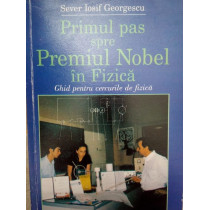 Sever Iosif Georgescu
Primul pas
spre
Premiul Nobel
în Fizică
Ghid pentru cercurile de fizică